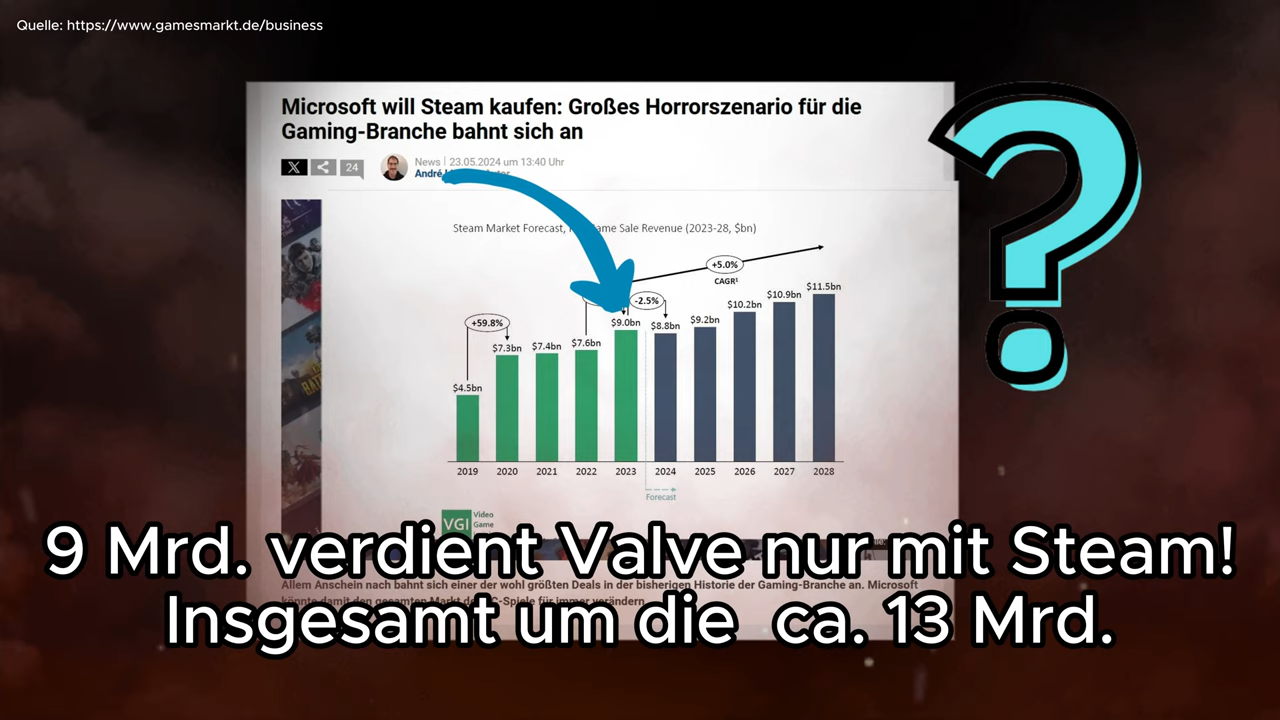 Quelle: https://www.gamesmarkt.de/business
Microsoft will Steam kaufen: Großes Horrorszenario für die
Gaming-Branche bahnt sich an
24
News | 23.05.2024 um 13:40 Uhr
André
Steam Market Forecast, Game Sale Revenue (2023-28, $bn)
+5.0%
CAGR¹
-2.5%
+59.8%
$4.5bn
$7.3bn
$7.4bn
$7.6bn
$9.0bn
$8.8bn
$9.2bn
$10.2bn
$10.9bn
$11.5bn
2019 2020 2021 2022 2023 2024 2025 2026 2027 2028
Forecast
VGI Video
Game
9 Mrd. verdient Valve nur mit Steam!
Allem Anschein nach bahnt sich einer der wohl größten Deals in der bisherigen Historie der Gaming-Branche an. Microsoft
könnte damit den gesamten Markt der PC-Spiele für immer verändern
Insgesamt um die ca. 13 Mrd.
?